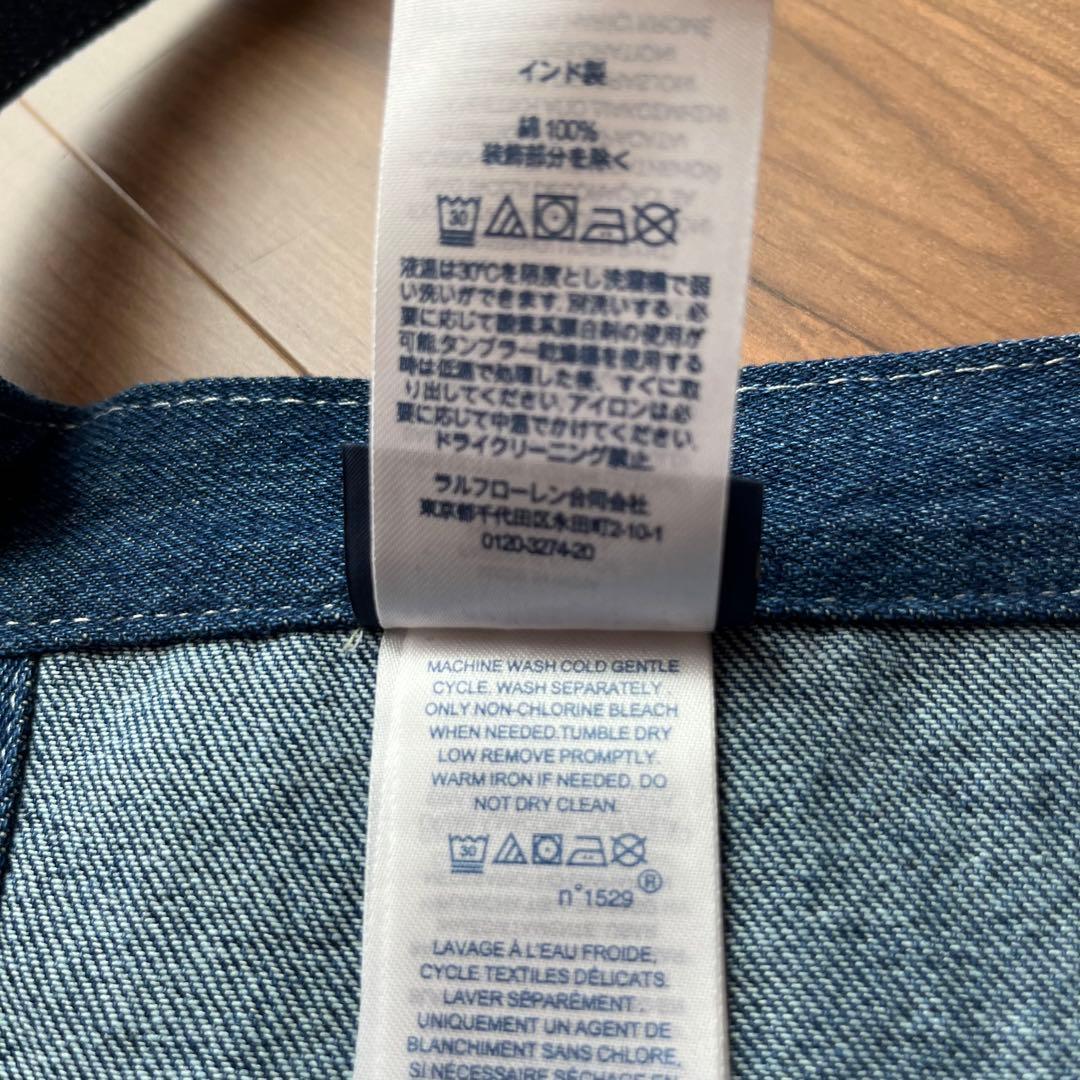 インド製
綿100%
装飾部分を除く
30
液温は30℃を限度とし洗濯機で弱
い洗いができます.別洗いする.必
要に応じて酸素系漂白剤の使用が
可能.タンブラー乾燥機を使用する
時は低温で処理した後、すぐに取
り出してください.アイロンは必
要に応じて中温でかけてください.
ドライクリーニング禁止.
ラルフローレン合同会社
東京都千代田区永田町2-10-1
0120-3274-20
MACHINE WASH COLD GENTLE
CYCLE. WASH SEPARATELY.
ONLY NON-CHLORINE BLEACH
WHEN NEEDED.TUMBLE DRY
LOW REMOVE PROMPTLY.
WARM IRON IF NEEDED. DO
NOT DRY CLEAN.
30
n°1529®
LAVAGE À L'EAU FROIDE,
CYCLE TEXTILES DÉLICATS.
LAVER SÉPARÉMENT.
UNIQUEMENT UN AGENT DE
BLANCHIMENT SANS CHLORE,
SI NÉCESSAIRE SÉCHAGE EN